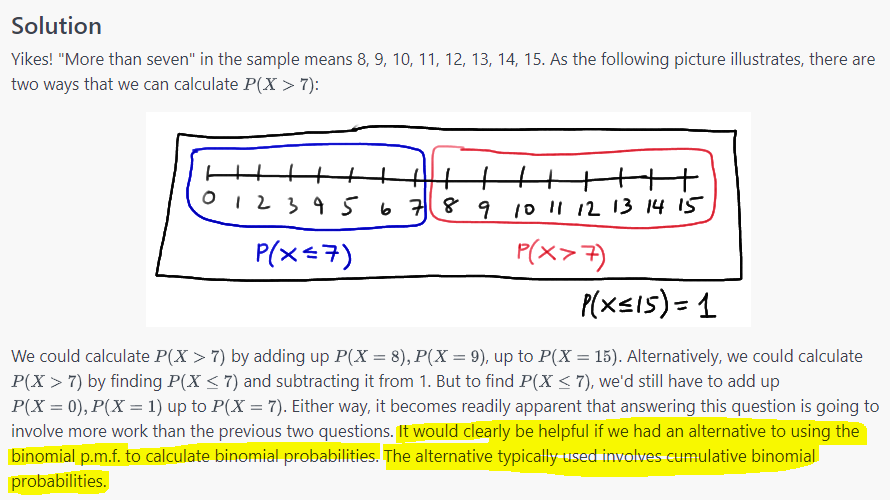 Solution
Yikes! "More than seven" in the sample means 8, 9, 10, 11, 12, 13, 14, 15. As the following picture illustrates, there are
two ways that we can calculate P(X > 7):
0 1 2 3 4 5 6 7 8 9 10 11 12 13 14 15
P(X≤7) P(X>7)
P(X≤15) = 1
We could calculate P(X > 7) by adding up P(X = 8), P(X = 9), up to P(X = 15). Alternatively, we could calculate
P(X > 7) by finding P(X ≤ 7) and subtracting it from 1. But to find P(X ≤ 7), we'd still have to add up
P(X = 0), P(X = 1) up to P(X = 7). Either way, it becomes readily apparent that answering this question is going to
involve more work than the previous two questions. It would clearly be helpful if we had an alternative to using the
binomial p.m.f. to calculate binomial probabilities. The alternative typically used involves cumulative binomial
probabilities.